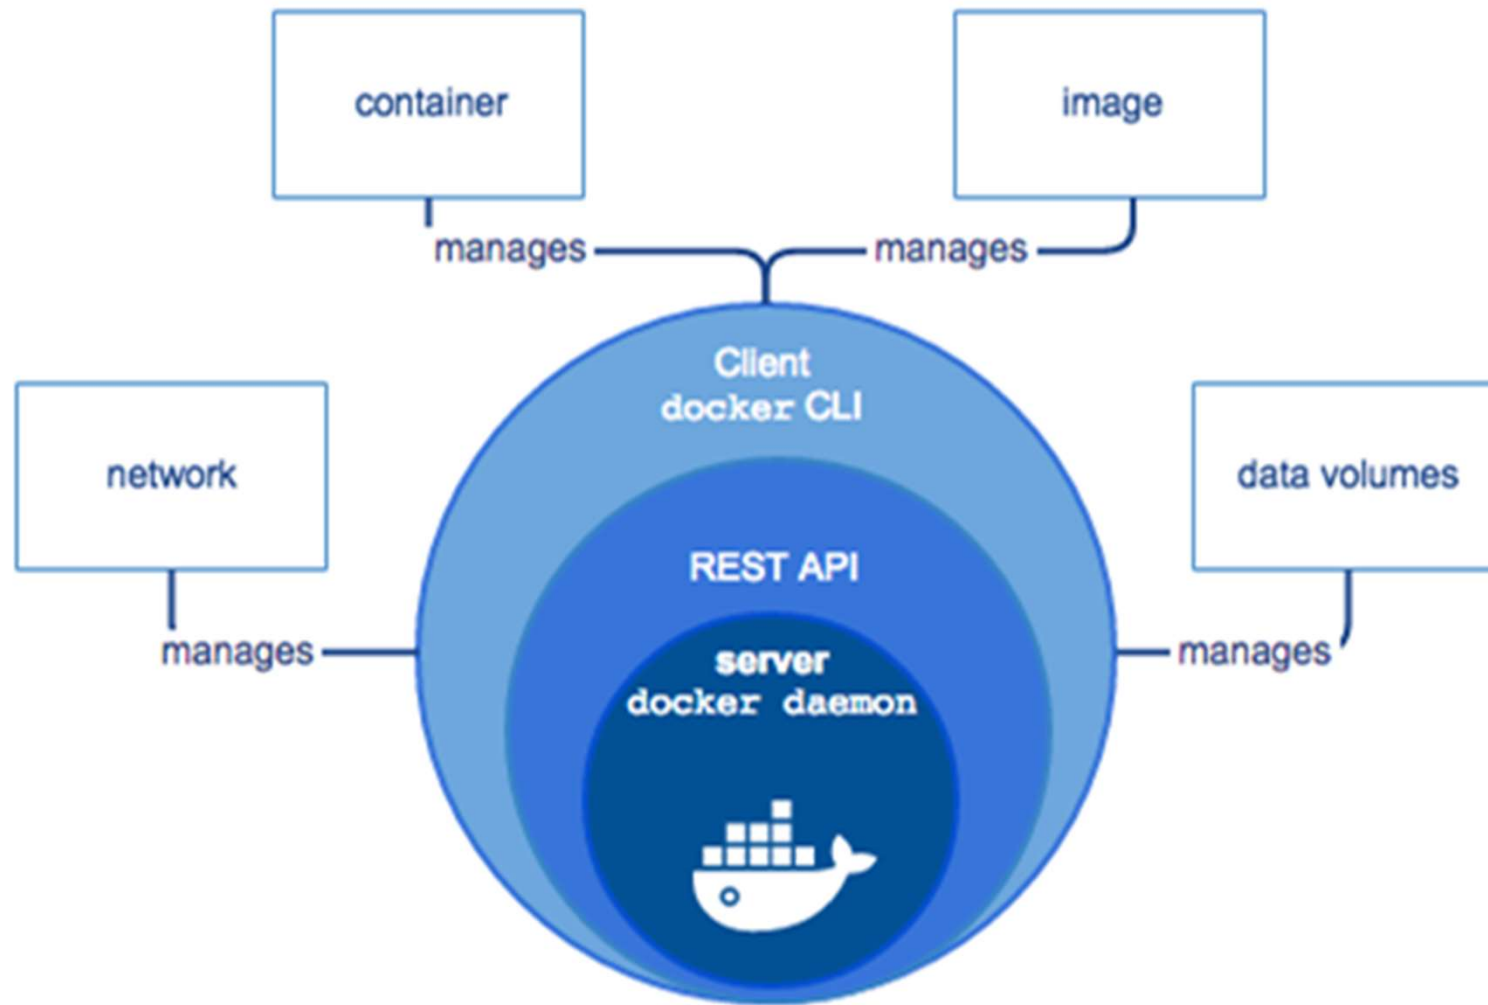 container
image
manages
manages
Client
docker CLI
network
data volumes
REST API
manages
server
docker daemon
manages